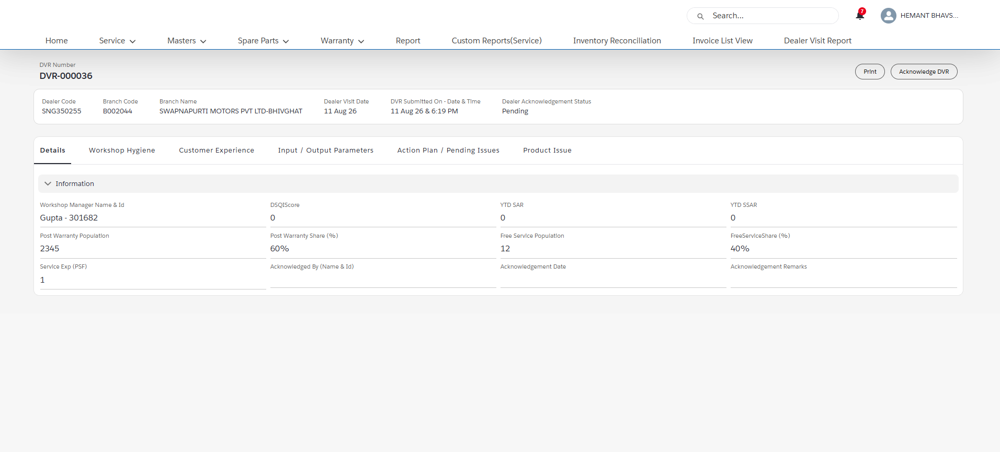 Search...
7
HEMANT BHAVS...
Home Service Masters Spare Parts Warranty Report Custom Reports(Service) Inventory Reconciliation Invoice List View Dealer Visit Report
DVR Number
DVR-000036
Print Acknowledge DVR
Dealer Code Branch Code Branch Name Dealer Visit Date DVR Submitted On - Date & Time Dealer Acknowledgement Status
SNG350255 B002044 SWAPNAPURTI MOTORS PVT LTD-BHIVGHAT 11 Aug 26 11 Aug 26 & 6:19 PM Pending
Details Workshop Hygiene Customer Experience Input / Output Parameters Action Plan / Pending Issues Product Issue
Information
Workshop Manager Name & Id DSQIScore YTD SAR YTD SSAR
Gupta - 301682 0 0 0
Post Warranty Population Post Warranty Share (%) Free Service Population FreeServiceShare (%)
2345 60% 12 40%
Service Exp (PSF) Acknowledged By (Name & Id) Acknowledgement Date Acknowledgement Remarks
1